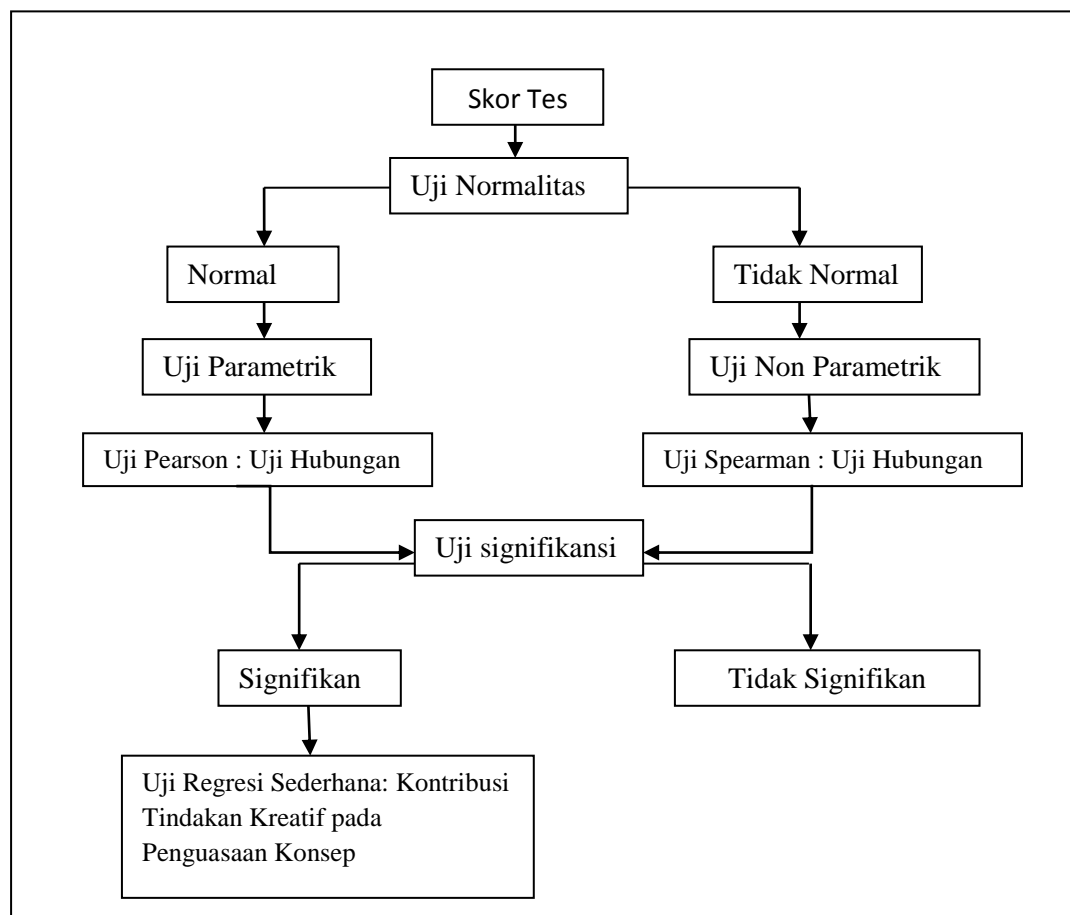 Skor Tes
Uji Normalitas
Normal
Tidak Normal
Uji Parametrik
Uji Non Parametrik
Uji Pearson : Uji Hubungan
Uji Spearman : Uji Hubungan
Uji signifikansi
Signifikan
Tidak Signifikan
Uji Regresi Sederhana: Kontribusi
Tindakan Kreatif pada
Penguasaan Konsep